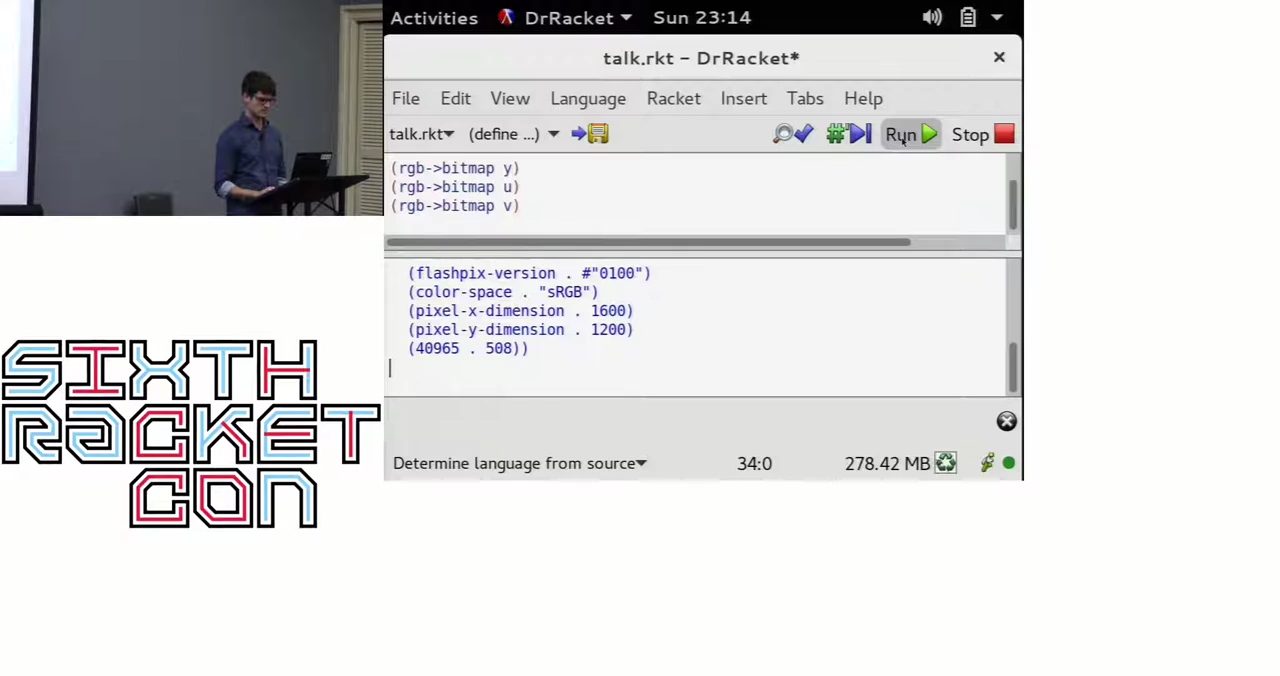 Activities DrRacket Sun 23:14
talk.rkt - DrRacket*
File Edit View Language Racket Insert Tabs Help
talk.rkt (define ...) Run Stop
(rgb->bitmap y)
(rgb->bitmap u)
(rgb->bitmap v)
(flashpix-version . #"0100")
(color-space . "sRGB")
(pixel-x-dimension . 1600)
(pixel-y-dimension . 1200)
(40965 . 508))
Determine language from source 34:0 278.42 MB
SIXTH
RACKET
CON